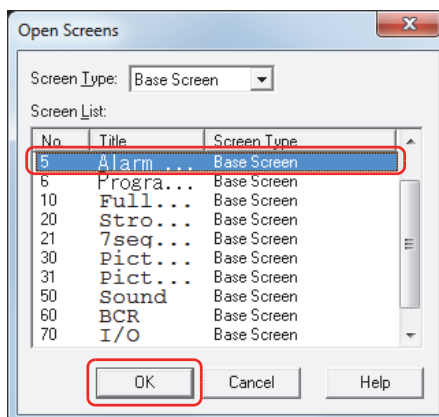 Open Screens
Screen Type: Base Screen
Screen List:
No. Title Screen Type
5 Alarm ... Base Screen
6 Progra... Base Screen
10 Full... Base Screen
20 Stro... Base Screen
21 7seg... Base Screen
30 Pict... Base Screen
31 Pict... Base Screen
50 Sound Base Screen
60 BCR Base Screen
70 I/O Base Screen
OK Cancel Help